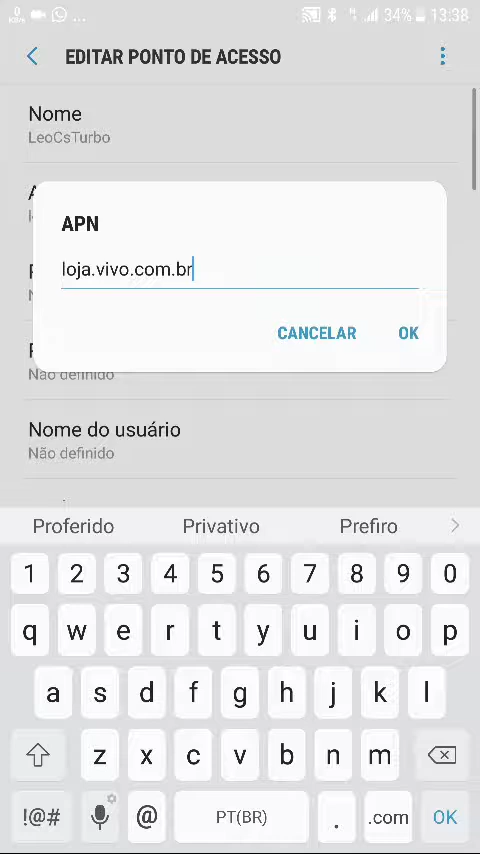 0
KB/s
...
34%
13:38
EDITAR PONTO DE ACESSO
Nome
LeoCsTurbo
APN
loja.vivo.com.br
CANCELAR OK
Não definido
Nome do usuário
Não definido
Proferido Privativo Prefiro
1 2 3 4 5 6 7 8 9 0
q w e r t y u i o p
a s d f g h j k l
z x c v b n m
!@# @ PT(BR) . .com OK